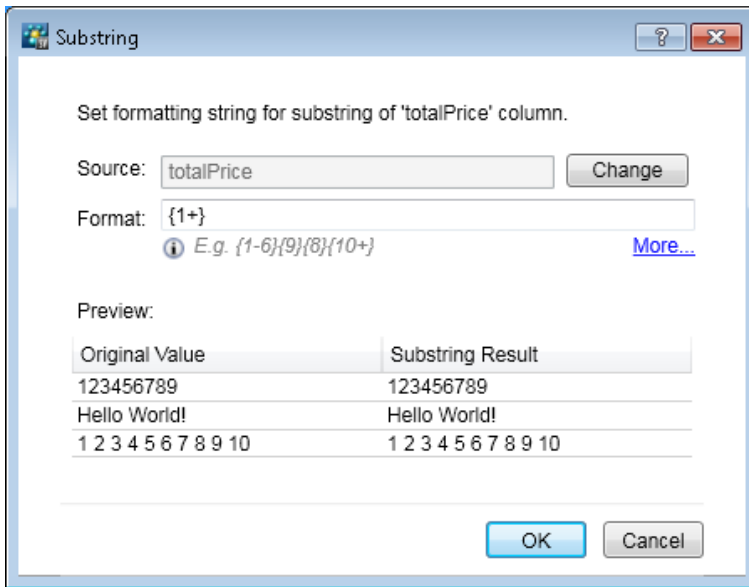 Substring
Set formatting string for substring of 'totalPrice' column.
Source: totalPrice Change
Format: {1+}
E.g. {1-6}{9}{8}{10+} More...
Preview:
Original Value Substring Result
123456789 123456789
Hello World! Hello World!
1 2 3 4 5 6 7 8 9 10 1 2 3 4 5 6 7 8 9 10
OK Cancel